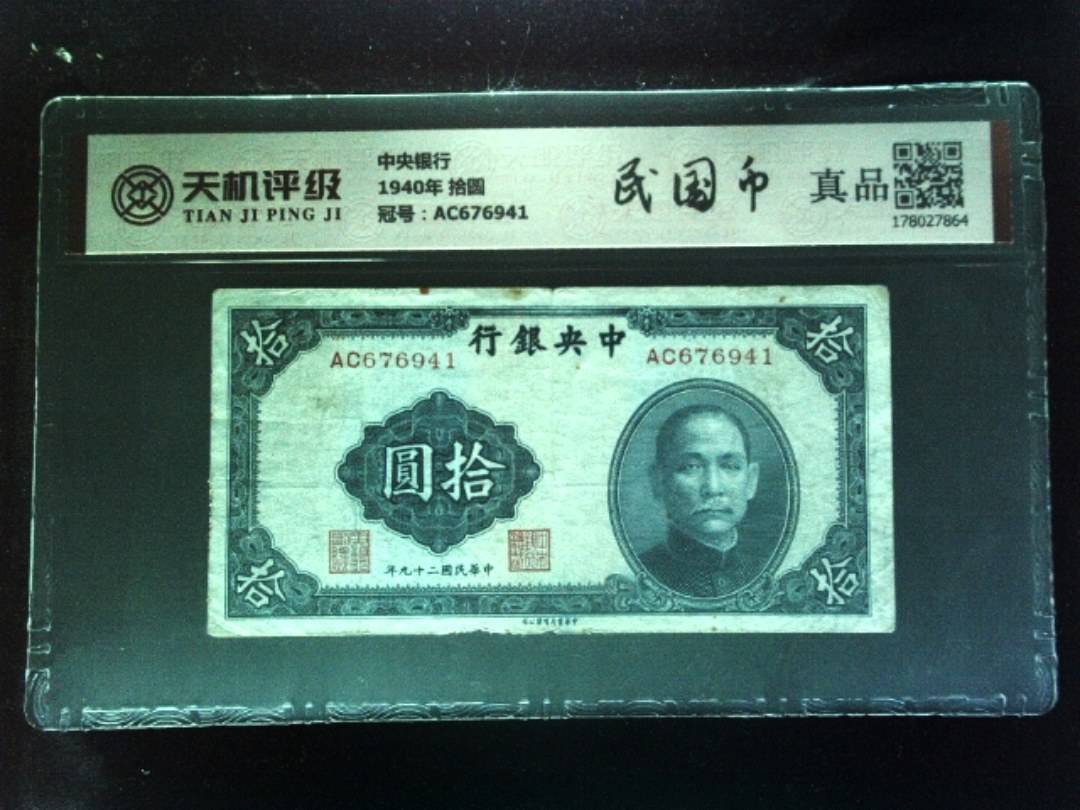 天机评级
TIAN JI PING JI
中央银行
1940年 拾圆
冠号：AC676941
民国币
真品
178027864
拾
拾
行銀央中
AC676941
AC676941
圓拾
年九十二國民華中
拾
拾